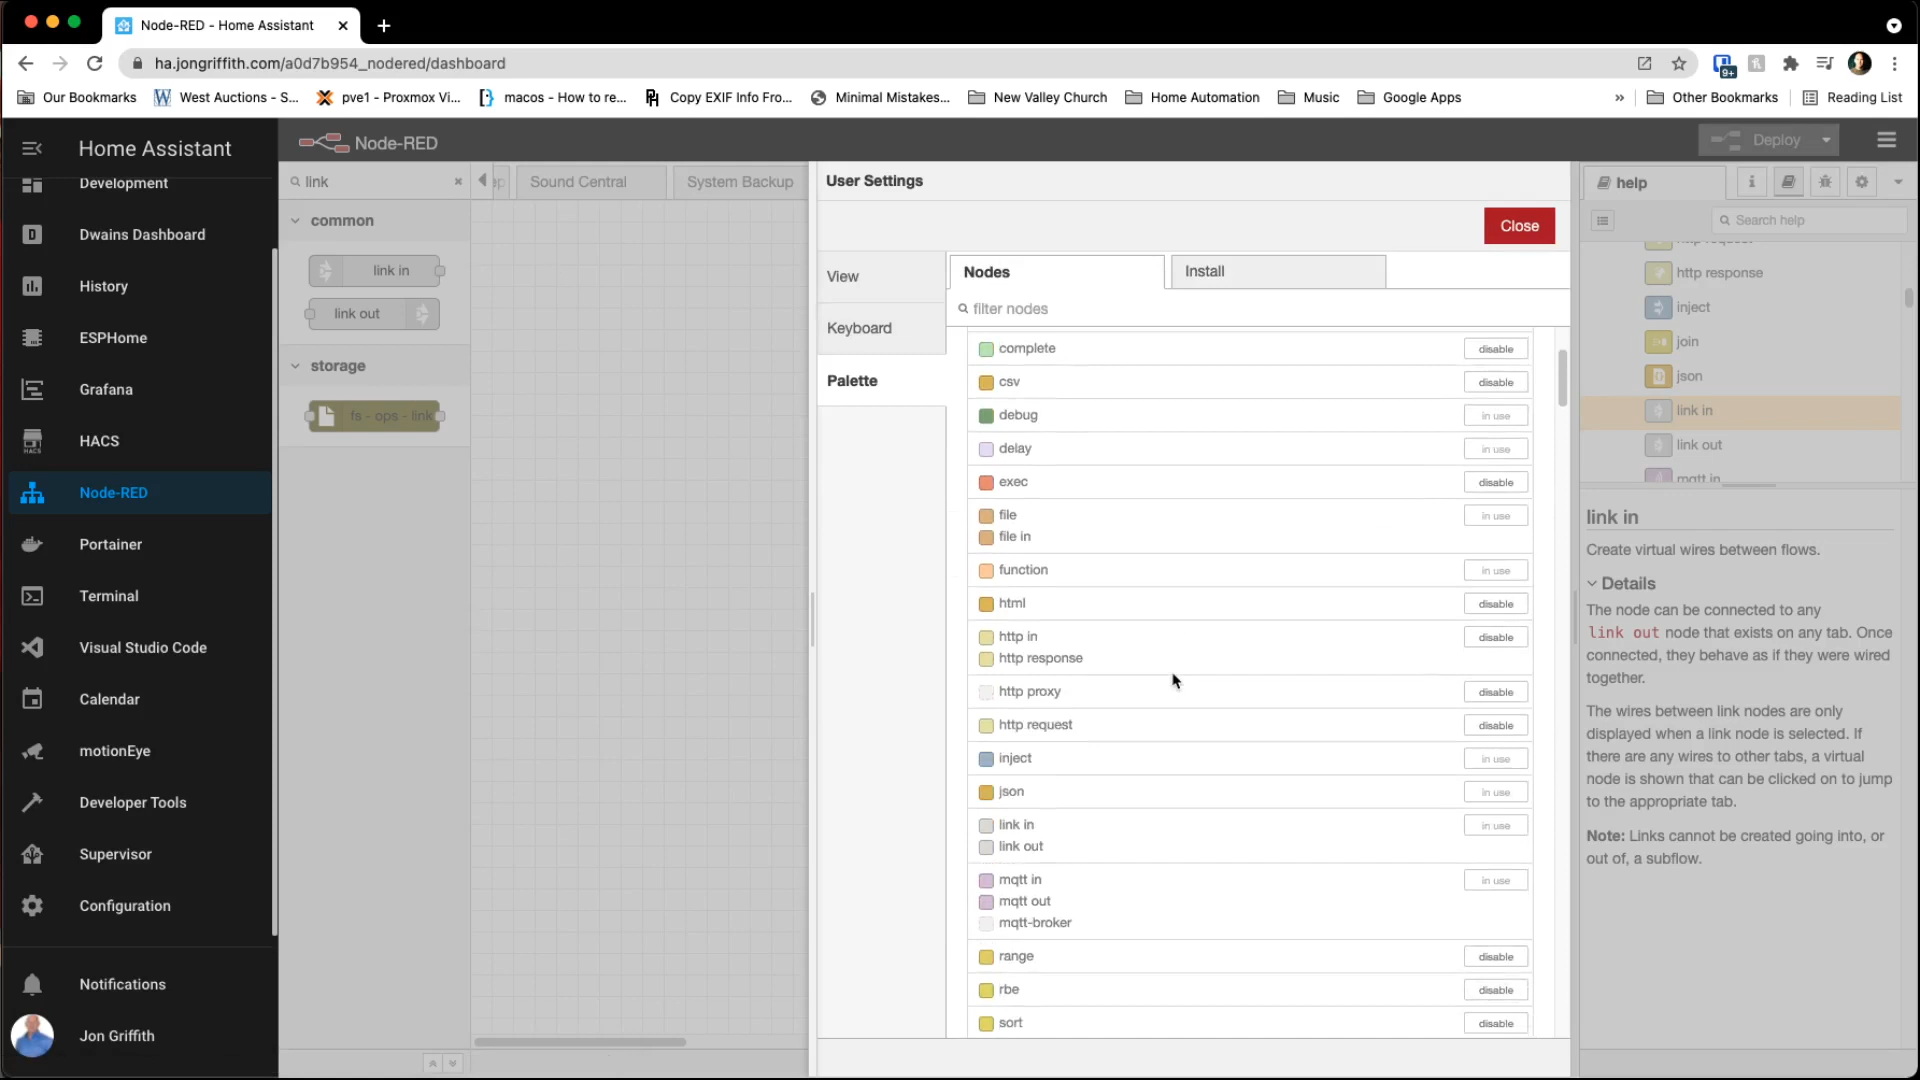 Node-RED - Home Assistant
ha.jongriffith.com/a0d7b954_nodered/dashboard
9+
Our Bookmarks
West Auctions - S...
pve1 - Proxmox Vi...
macos - How to re...
Copy EXIF Info Fro...
Minimal Mistakes...
New Valley Church
Home Automation
Music
Google Apps
»
Other Bookmarks
Reading List
Home Assistant
Development
Dwains Dashboard
History
ESPHome
Grafana
HACS
Node-RED
Portainer
Terminal
Visual Studio Code
Calendar
motionEye
Developer Tools
Supervisor
Configuration
Notifications
Jon Griffith
Node-RED
Deploy
link
common
link in
link out
storage
fs - ops - link
Sound Central
System Backup
User Settings
Close
View
Keyboard
Palette
Nodes
Install
filter nodes
complete disable
csv disable
debug in use
delay in use
exec disable
file in use
file in
function in use
html disable
http in disable
http response
http proxy disable
http request disable
inject in use
json in use
link in in use
link out
mqtt in in use
mqtt out
mqtt-broker
range disable
rbe disable
sort disable
help
Search help
http request
http response
inject
join
json
link in
link out
mqtt in
link in
Create virtual wires between flows.
Details
The node can be connected to any
link out node that exists on any tab. Once
connected, they behave as if they were wired
together.
The wires between link nodes are only
displayed when a link node is selected. If
there are any wires to other tabs, a virtual
node is shown that can be clicked on to jump
to the appropriate tab.
Note: Links cannot be created going into, or
out of, a subflow.